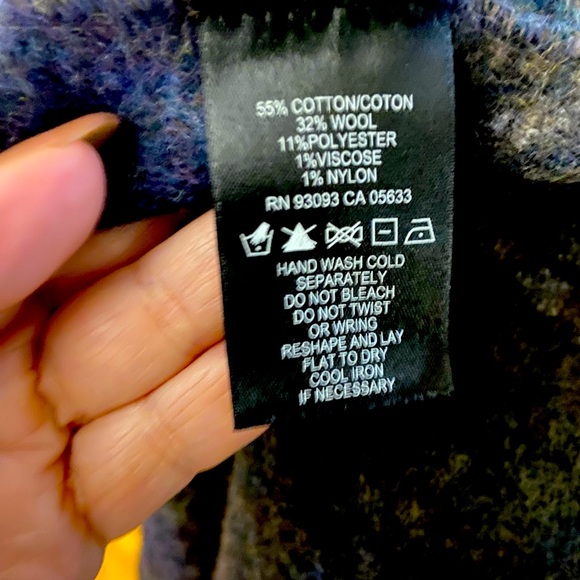 55% COTTON/COTON
32% WOOL
11%POLYESTER
1%VISCOSE
1% NYLON
RN 93093 CA 05633
HAND WASH COLD
SEPARATELY
DO NOT BLEACH
DO NOT TWIST
OR WRING
RESHAPE AND LAY
FLAT TO DRY
COOL IRON
IF NECESSARY